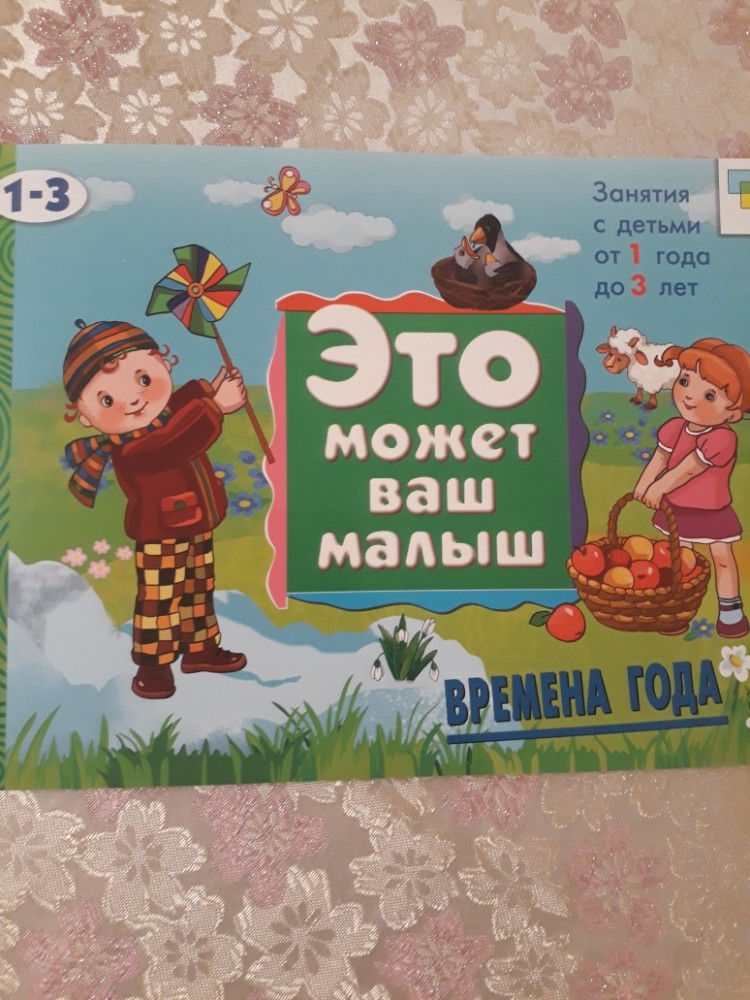 1-3
Занятия
с детьми
от 1 года
до 3 лет
Это
может
ваш
малыш
ВРЕМЕНА ГОДА